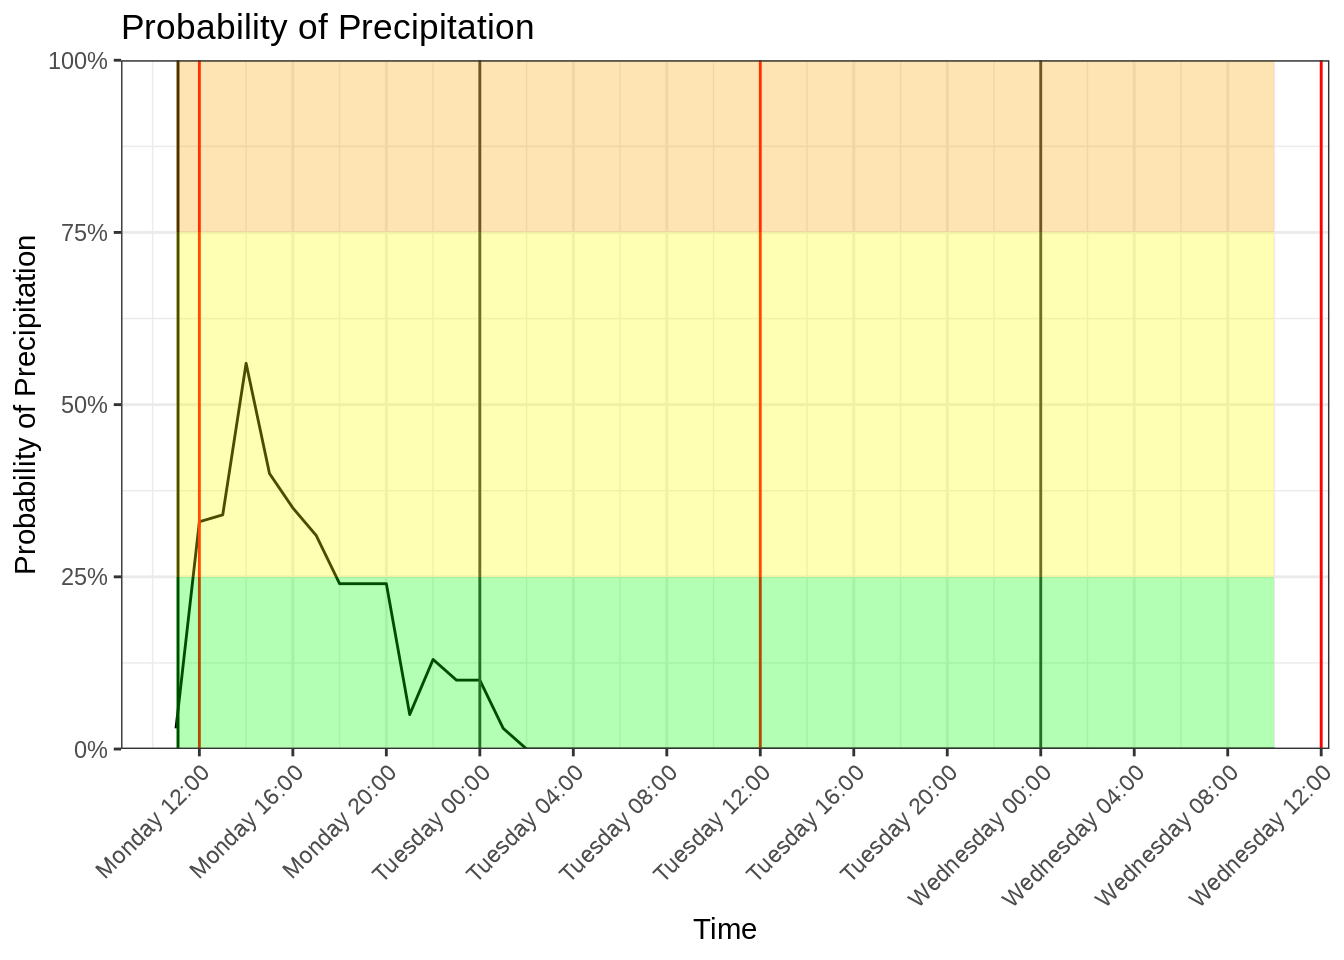 Probability of Precipitation
Probability of Precipitation
100%
75%
50%
25%
0%
Monday 12:00
Monday 16:00
Monday 20:00
Tuesday 00:00
Tuesday 04:00
Tuesday 08:00
Tuesday 12:00
Tuesday 16:00
Tuesday 20:00
Wednesday 00:00
Wednesday 04:00
Wednesday 08:00
Wednesday 12:00
Time